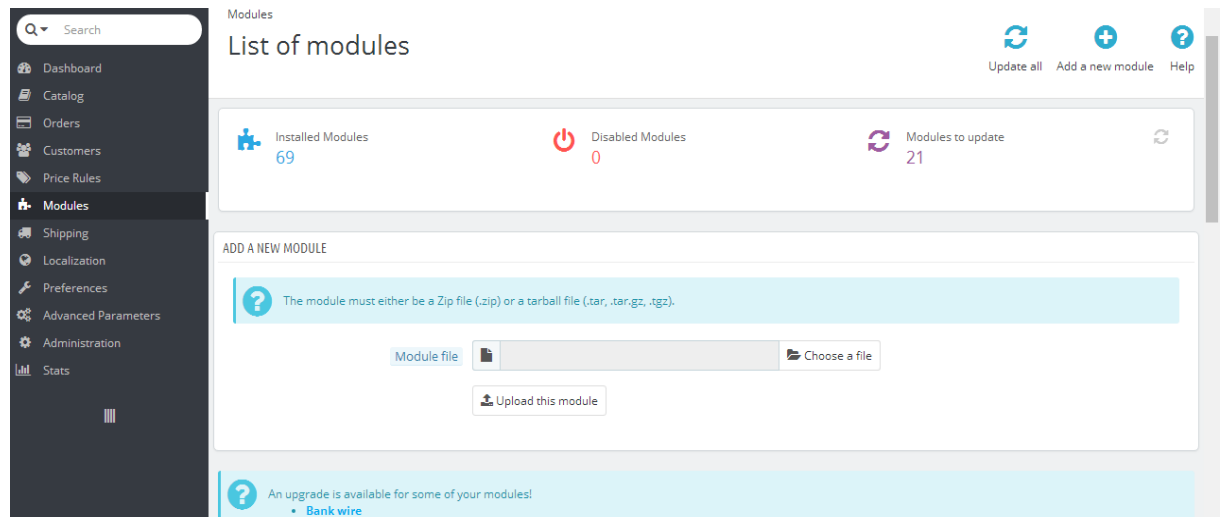 Search
Dashboard
Catalog
Orders
Customers
Price Rules
Modules
Shipping
Localization
Preferences
Advanced Parameters
Administration
Stats
Modules
List of modules
Update all
Add a new module
Help
Installed Modules
69
Disabled Modules
0
Modules to update
21
ADD A NEW MODULE
The module must either be a Zip file (.zip) or a tarball file (.tar, .tar.gz, .tgz).
Module file
Choose a file
Upload this module
An upgrade is available for some of your modules!
• Bank wire